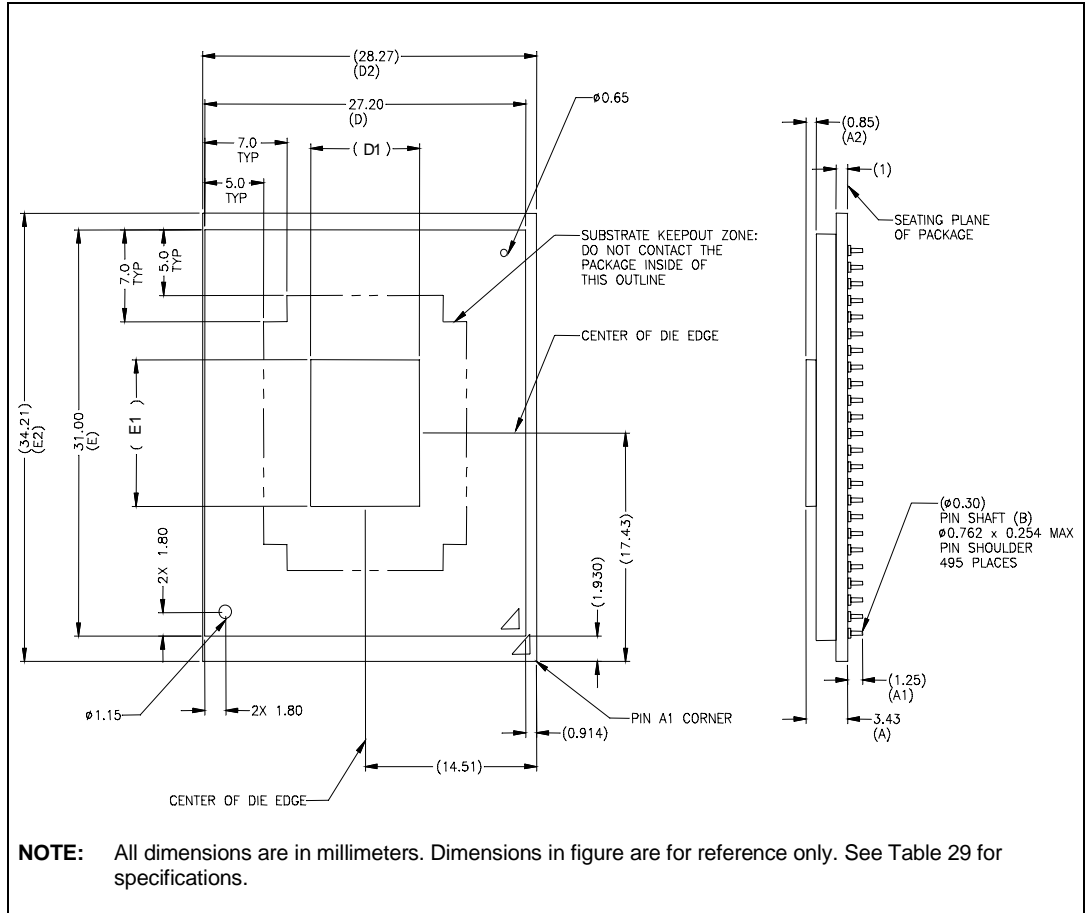 (28.27)
(D2)
27.20
(D)
7.0
TYP
( D1 )
5.0
TYP
ø0.65
(0.85)
(A2)
(1)
SEATING PLANE
OF PACKAGE
SUBSTRATE KEEPOUT ZONE:
DO NOT CONTACT THE
PACKAGE INSIDE OF
THIS OUTLINE
7.0
TYP
5.0
TYP
CENTER OF DIE EDGE
(34.21)
(E2)
31.00
(E)
( E1 )
(17.43)
(ø0.30)
PIN SHAFT (B)
ø0.762 x 0.254 MAX
PIN SHOULDER
495 PLACES
2X 1.80
(1.930)
(1.25)
(A1)
ø1.15
2X 1.80
PIN A1 CORNER
(0.914)
3.43
(A)
(14.51)
CENTER OF DIE EDGE
NOTE: All dimensions are in millimeters. Dimensions in figure are for reference only. See Table 29 for
specifications.